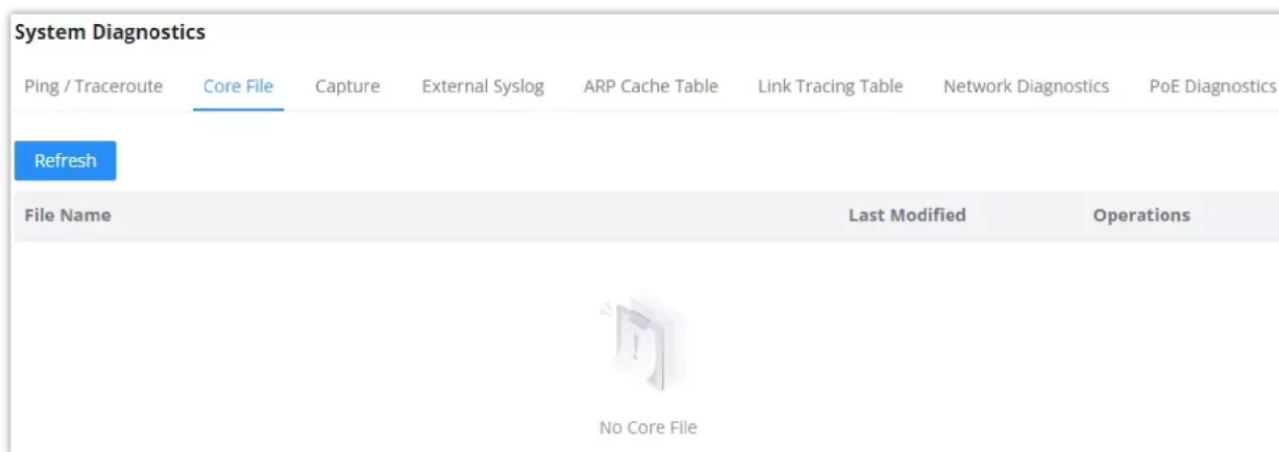 System Diagnostics
Ping / Traceroute Core File Capture External Syslog ARP Cache Table Link Tracing Table Network Diagnostics PoE Diagnostics
Refresh
File Name Last Modified Operations
No Core File